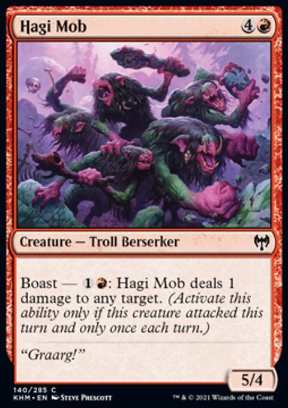 Hagi Mob 4
Creature — Troll Berserker
Boast — 1: Hagi Mob deals 1
damage to any target. (Activate
this ability only if this creature attacked
this turn and only once each turn.)
"Graarg!"
5/4
140/285 C
KHM • EN STEVE PRESCOTT
™ & © 2021 Wizards of the Coast